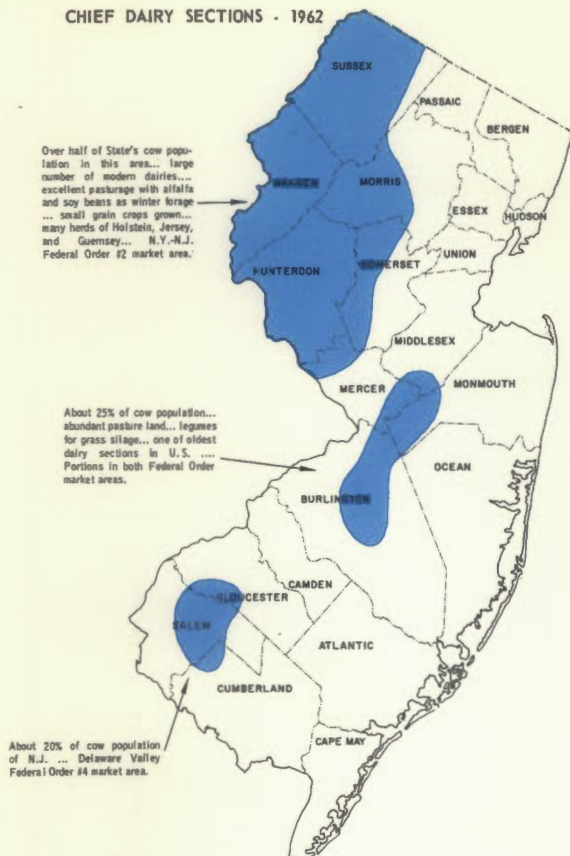 CHIEF DAIRY SECTIONS - 1962
SUSSEX
PASSAIC
BERGEN
Over half of State's cow popu-
lation in this area... large
number of modern dairies....
excellent pasturage with alfalfa
and soy beans as winter forage
... small grain crops grown...
many herds of Holstein, Jersey,
and Guernsey... N.Y.-N.J.
Federal Order #2 market area.
WARREN
MORRIS
ESSEX
HUDSON
HUNTERDON
SOMERSET
UNION
MIDDLESEX
MERCER
MONMOUTH
About 25% of cow population...
abundant pasture land... legumes
for grass silage... one of oldest
dairy sections in U.S. ....
Portions in both Federal Order
market areas.
OCEAN
BURLINGTON
CAMDEN
GLOUCESTER
SALEM
ATLANTIC
CUMBERLAND
About 20% of cow population
of N.J. ... Delaware Valley
Federal Order #4 market area.
CAPE MAY